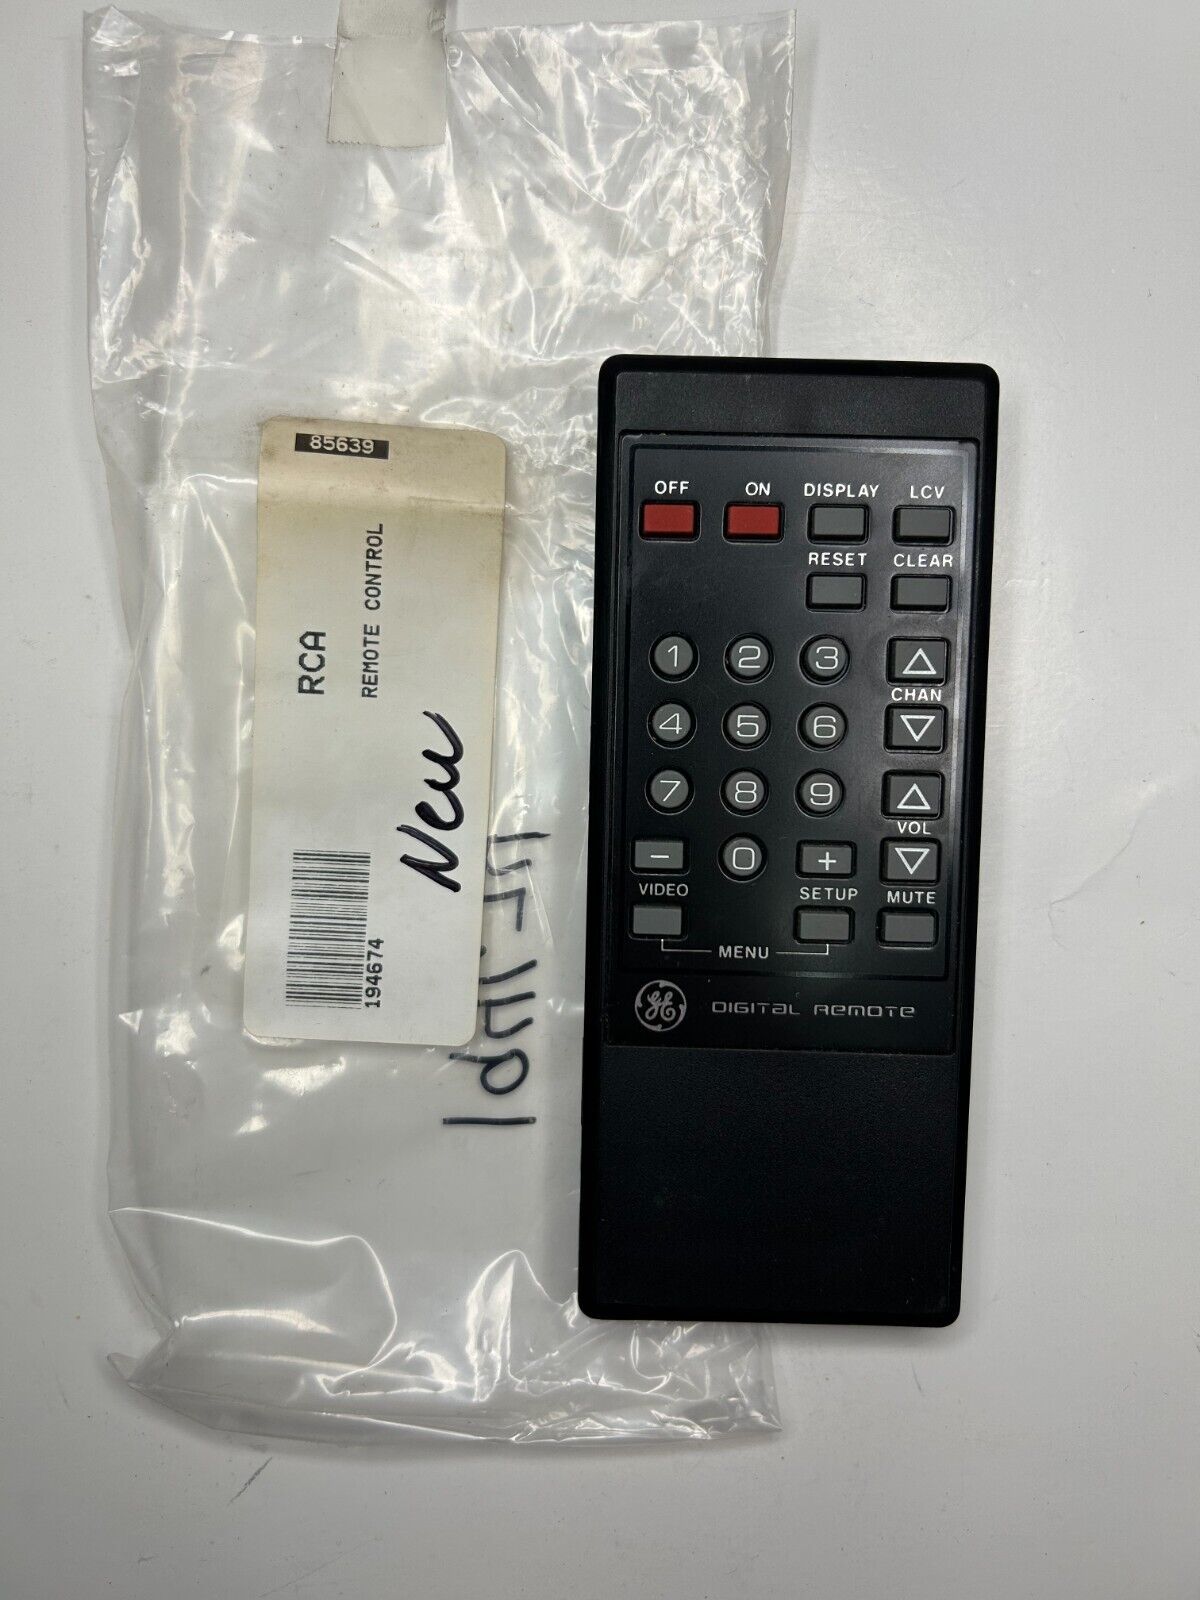 85639
RCA
REMOTE CONTROL
New
194674
OFF ON DISPLAY LCV
RESET CLEAR
1 2 3
CHAN
4 5 6
7 8 9
VOL
- 0 +
VIDEO SETUP MUTE
MENU
GE DIGITAL REMOTE